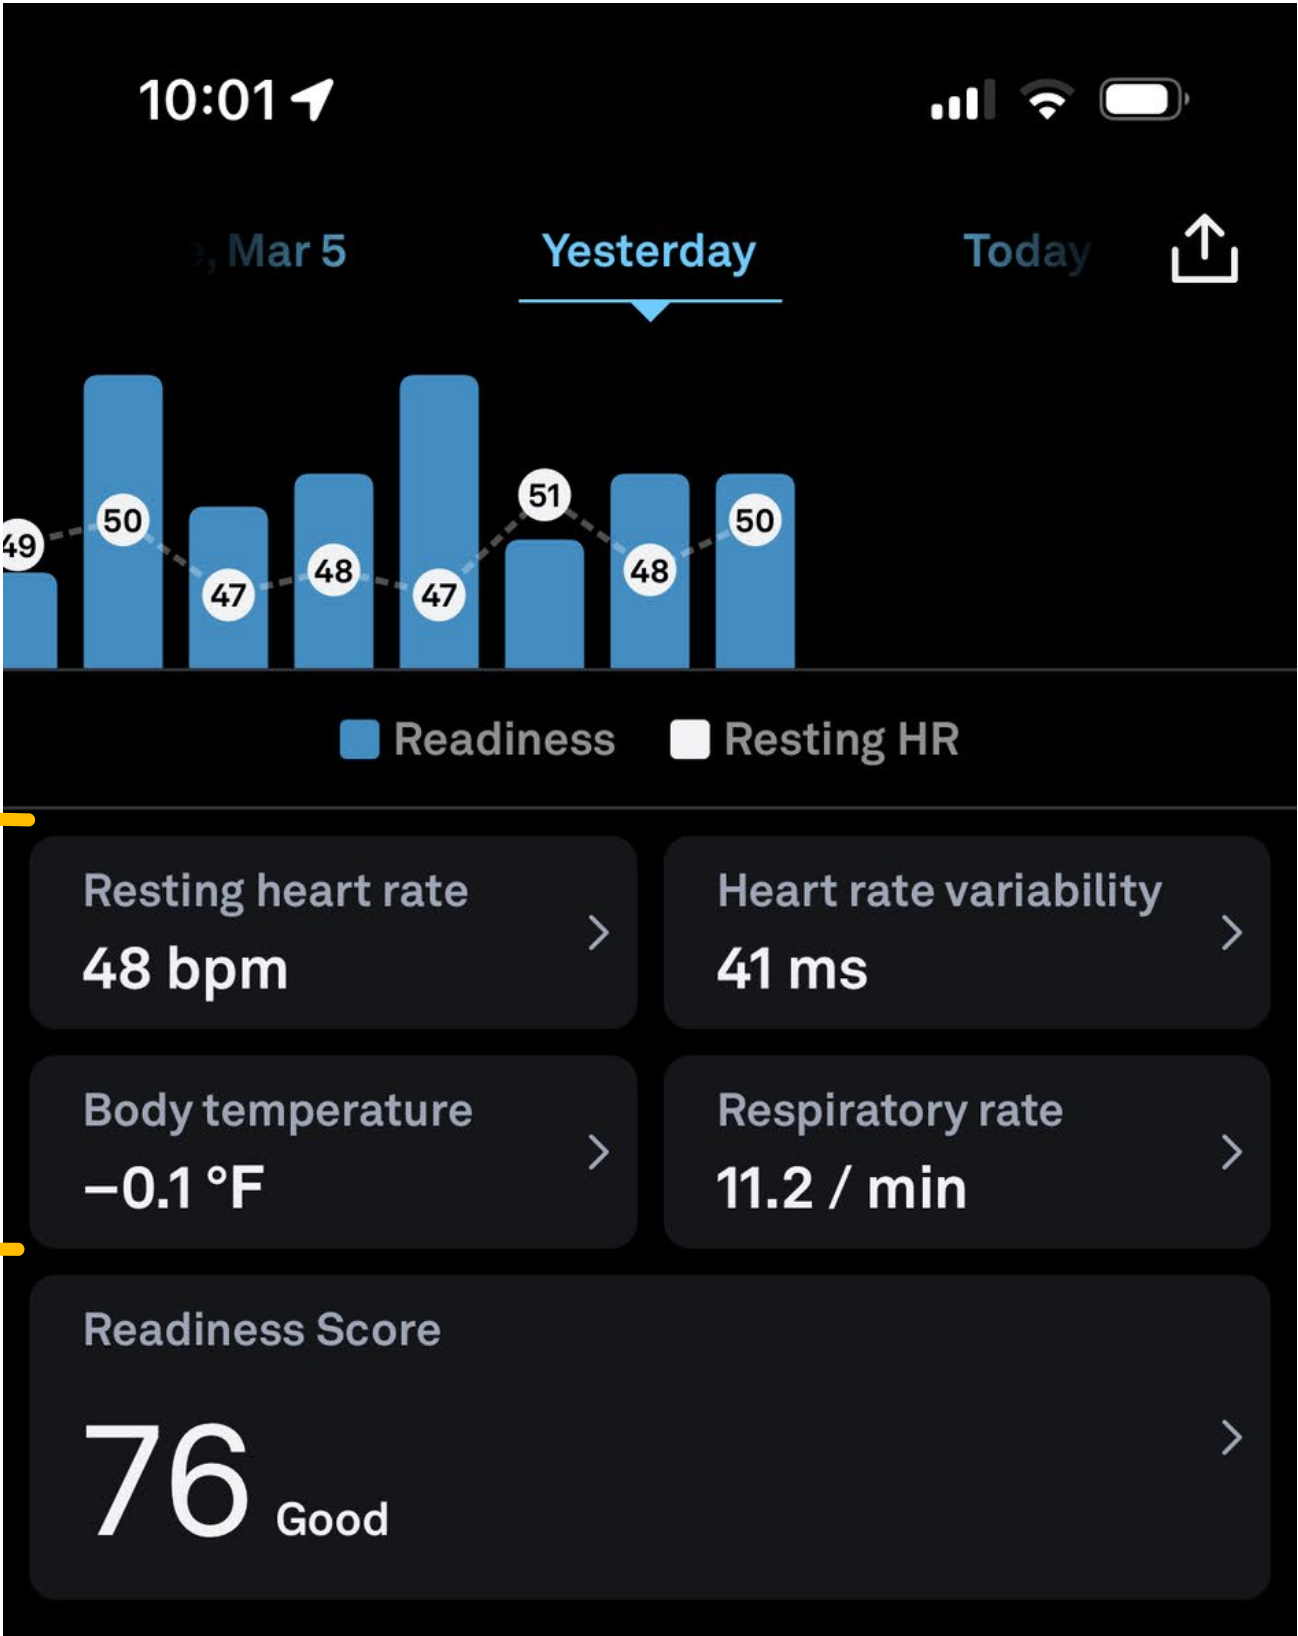 10:01
, Mar 5 Yesterday Today
49 50 47 48 47 51 48 50
Readiness Resting HR
Resting heart rate
48 bpm
Heart rate variability
41 ms
Body temperature
–0.1 °F
Respiratory rate
11.2 / min
Readiness Score
76 Good